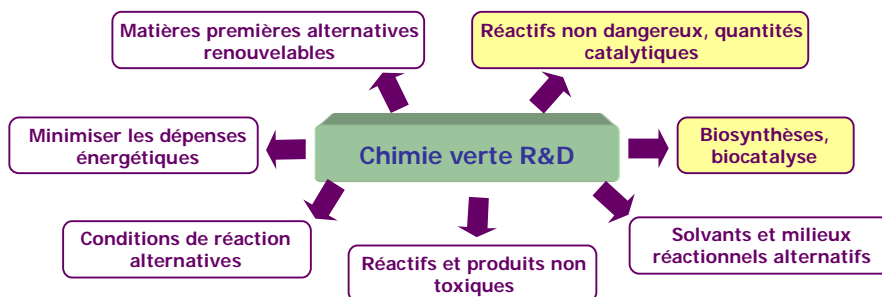 Matières premières alternatives
renouvelables
Réactifs non dangereux, quantités
catalytiques
Minimiser les dépenses
énergétiques
Chimie verte R&D
Biosynthèses,
biocatalyse
Conditions de réaction
alternatives
Réactifs et produits non
toxiques
Solvants et milieux
réactionnels alternatifs